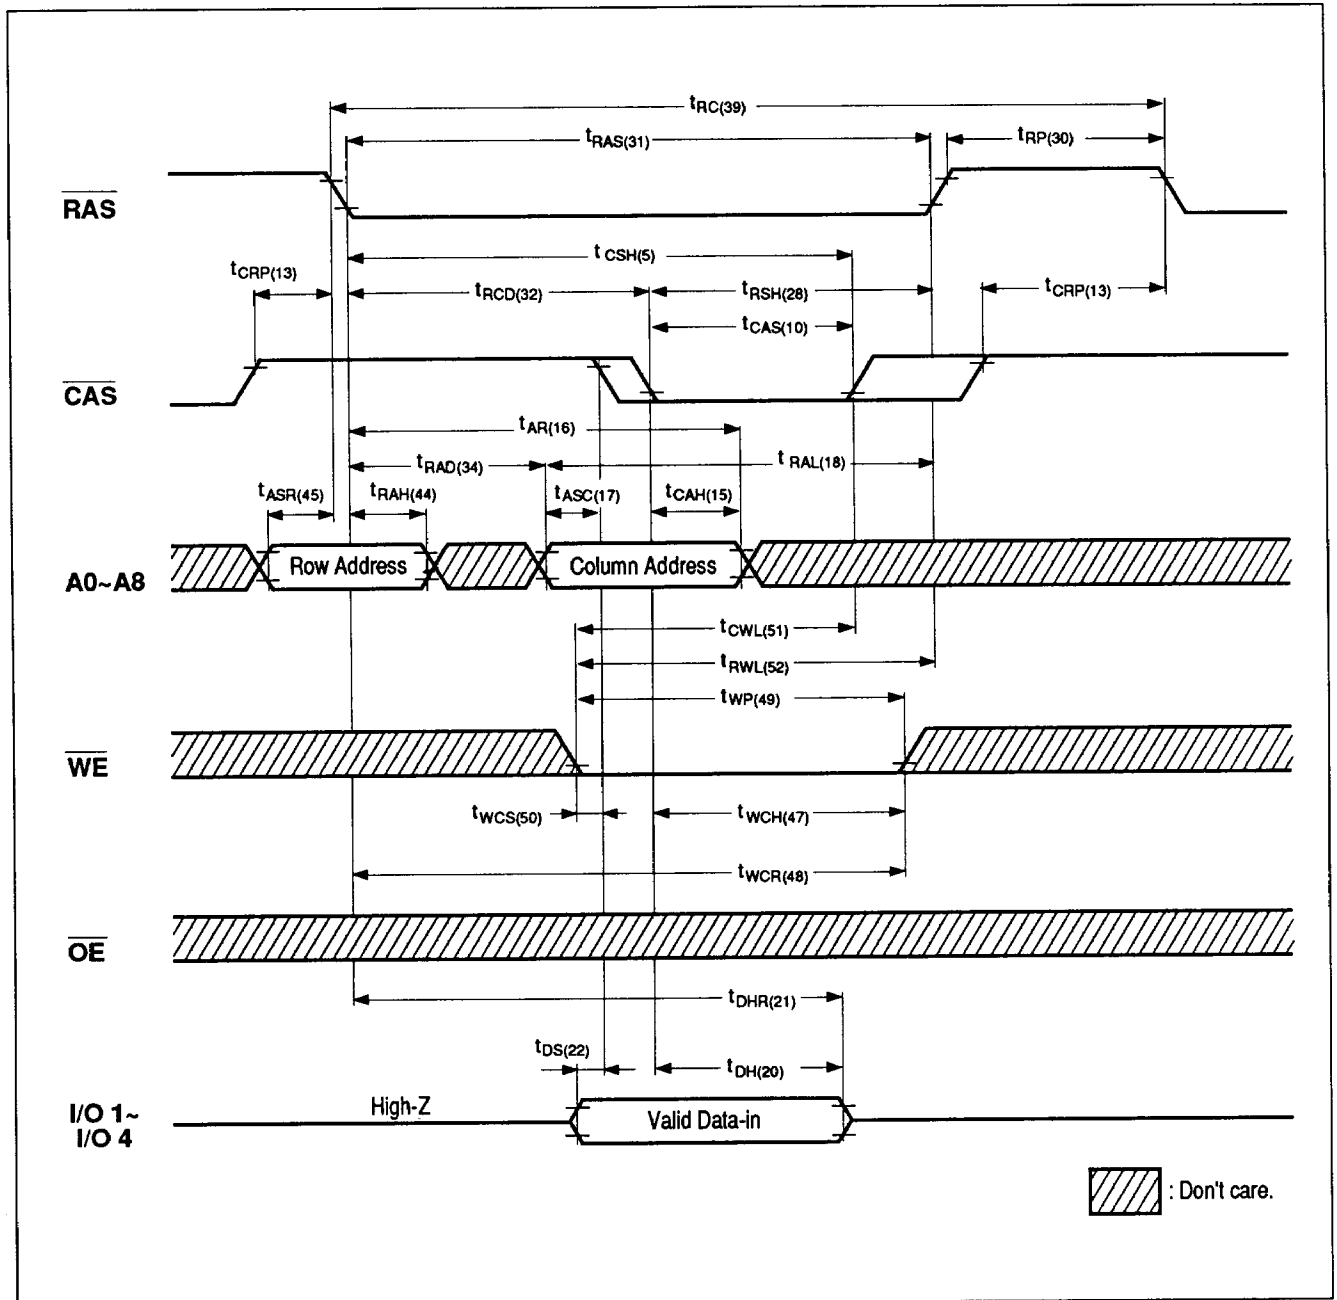 tRC(39)
tRAS(31)
tRP(30)
RAS
tCSH(5)
tCRP(13)
tRCD(32)
tRSH(28)
tCRP(13)
tCAS(10)
CAS
tAR(16)
tRAD(34)
tRAL(18)
tASR(45)
tRAH(44)
tASC(17)
tCAH(15)
A0~A8
Row Address
Column Address
tCWL(51)
tRWL(52)
tWP(49)
WE
tWCS(50)
tWCH(47)
tWCR(48)
OE
tDHR(21)
tDS(22)
tDH(20)
I/O 1~
I/O 4
High-Z
Valid Data-in
: Don't care.